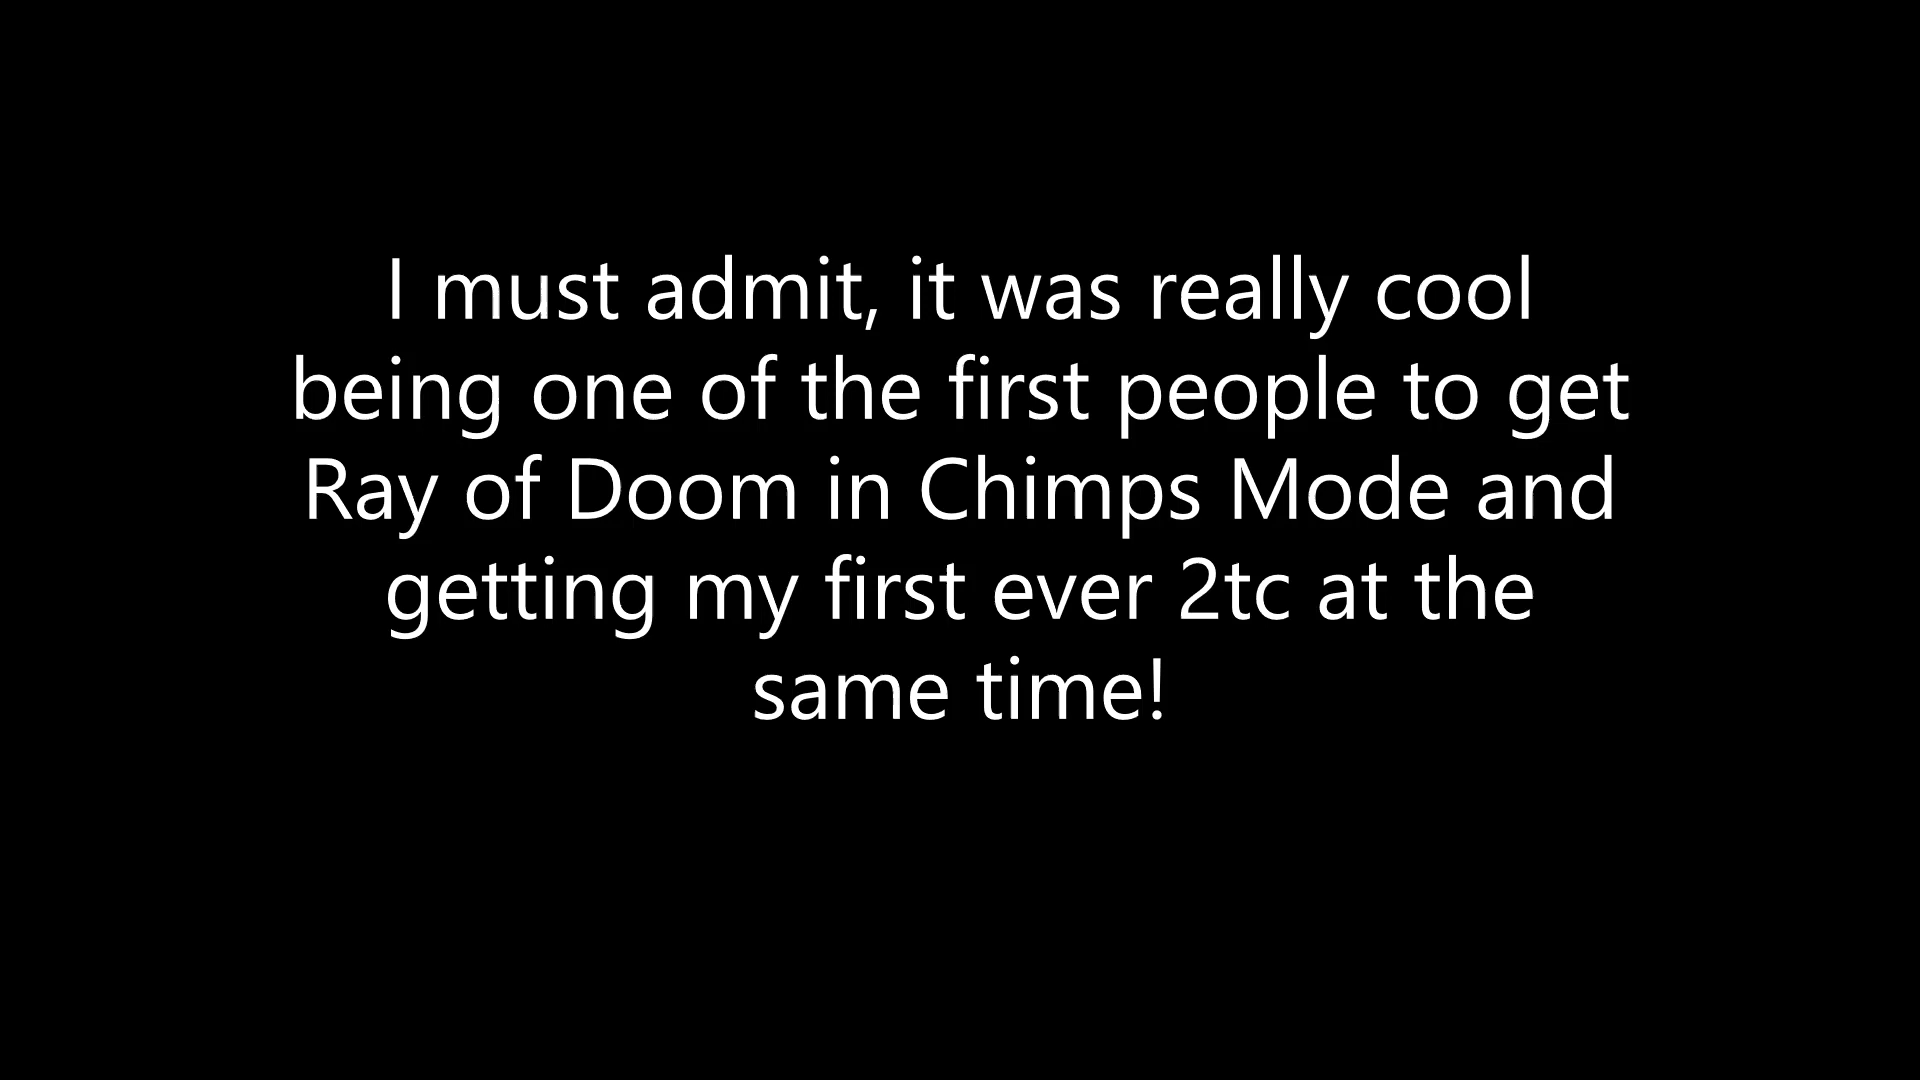 I must admit, it was really cool
being one of the first people to get
Ray of Doom in Chimps Mode and
getting my first ever 2tc at the
same time!